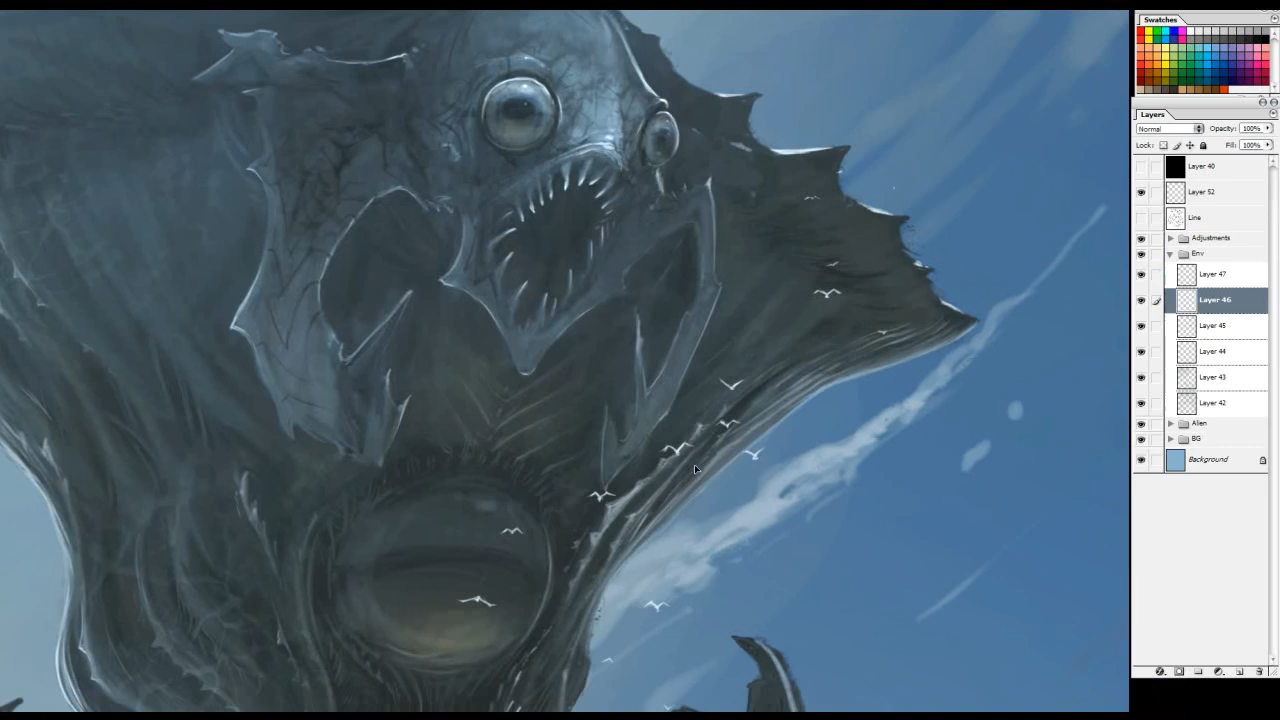 Swatches
Layers
Normal Opacity: 100%
Lock: Fill: 100%
Layer 40
Layer 52
Line
Adjustments
Env
Layer 47
Layer 46
Layer 45
Layer 44
Layer 43
Layer 42
Alien
BG
Background